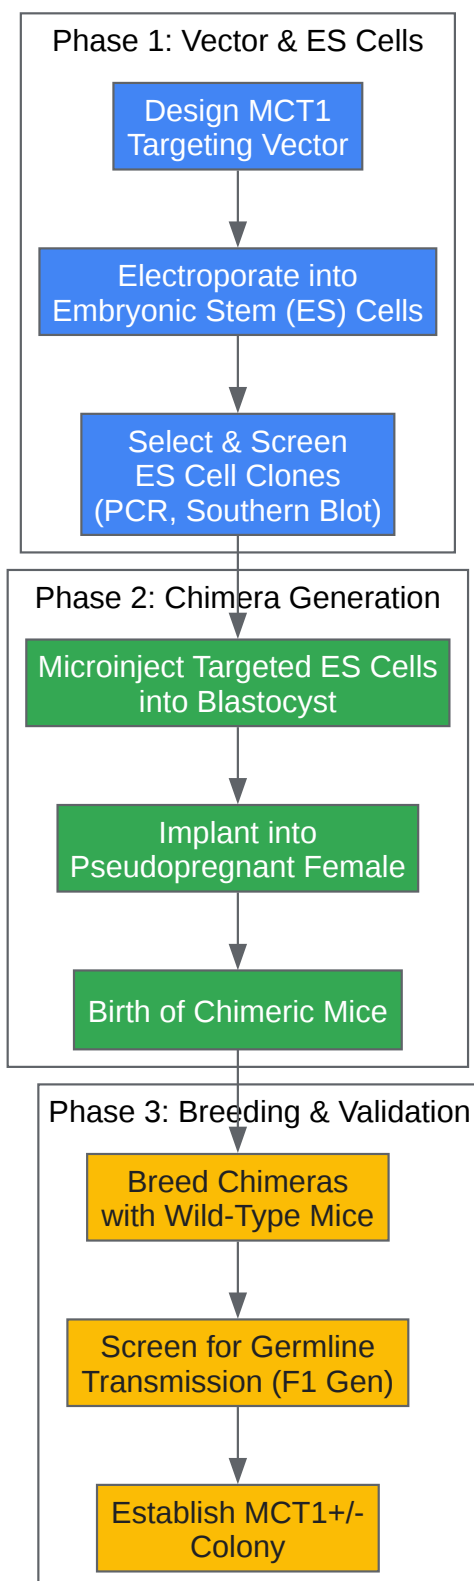 Phase 1: Vector & ES Cells
Design MCT1
Targeting Vector
Electroporate into
Embryonic Stem (ES) Cells
Select & Screen
ES Cell Clones
(PCR, Southern Blot)
Phase 2: Chimera Generation
Microinject Targeted ES Cells
into Blastocyst
Implant into
Pseudopregnant Female
Birth of Chimeric Mice
Phase 3: Breeding & Validation
Breed Chimeras
with Wild-Type Mice
Screen for Germline
Transmission (F1 Gen)
Establish MCT1+/-
Colony